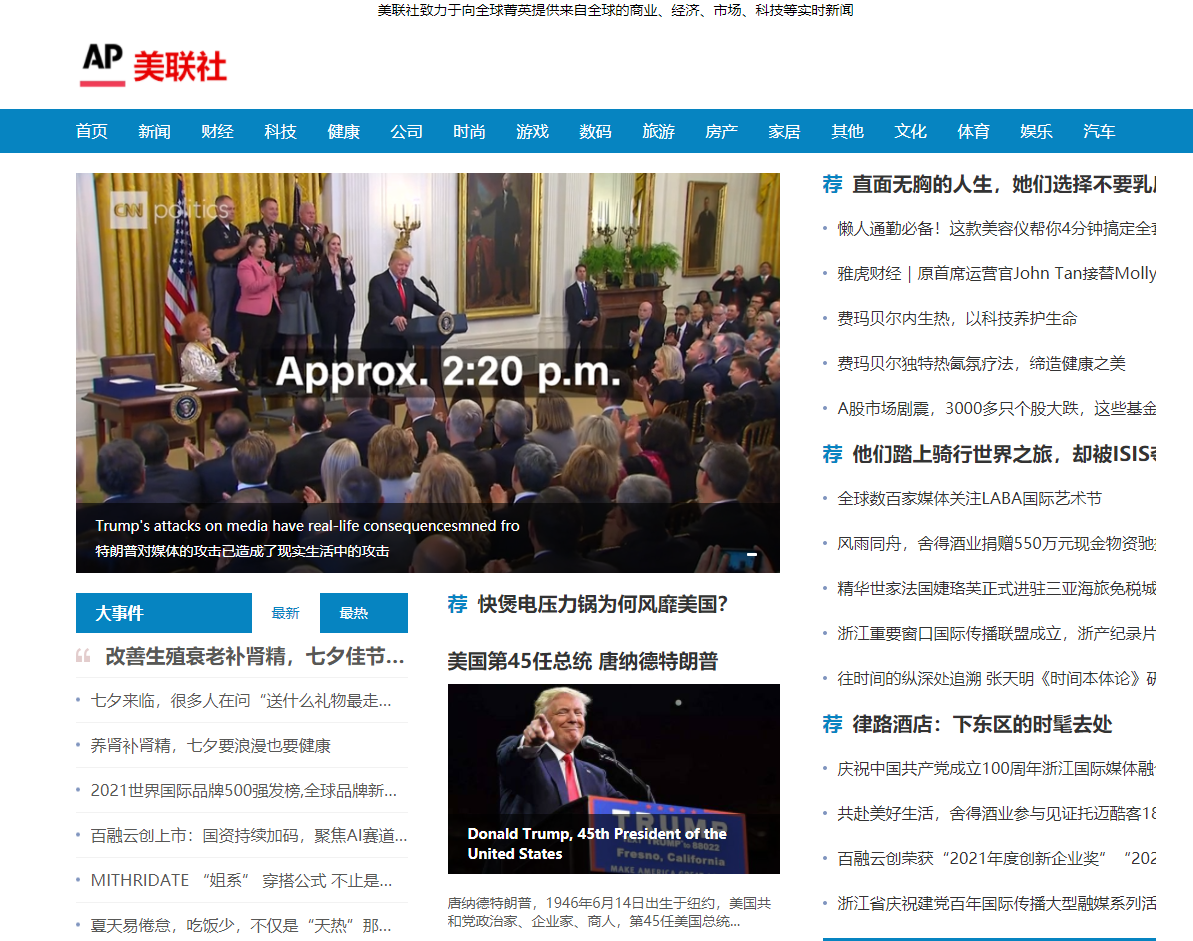 美联社致力于向全球菁英提供来自全球的商业、经济、市场、科技等实时新闻
AP 美联社
首页 新闻 财经 科技 健康 公司 时尚 游戏 数码 旅游 房产 家居 其他 文化 体育 娱乐 汽车
CNN politics
Approx. 2:20 p.m.
Trump's attacks on media have real-life consequencesmned fro
特朗普对媒体的攻击已造成了现实生活中的攻击
大事件 最新 最热
改善生殖衰老补肾精，七夕佳节...
七夕来临，很多人在问“送什么礼物最走...
养肾补肾精，七夕要浪漫也要健康
2021世界国际品牌500强发榜,全球品牌新...
百融云创上市：国资持续加码，聚焦AI赛道...
MITHRIDATE “姐系” 穿搭公式 不止是...
夏天易倦怠，吃饭少，不仅是“天热”那...
荐 快煲电压力锅为何风靡美国？
美国第45任总统 唐纳德特朗普
TRUMP
TEXT TRUMP to 88022
Fresno, California
MAKE AMERICA GREAT
Donald Trump, 45th President of the
United States
唐纳德特朗普，1946年6月14日出生于纽约，美国共
和党政治家、企业家、商人，第45任美国总统...
荐 直面无胸的人生，她们选择不要乳
懒人通勤必备！这款美容仪帮你4分钟搞定全套
雅虎财经 | 原首席运营官John Tan接替Molly
费玛贝尔内生热，以科技养护生命
费玛贝尔独特热氤氛疗法，缔造健康之美
A股市场剧震，3000多只个股大跌，这些基金
荐 他们踏上骑行世界之旅，却被ISIS
全球数百家媒体关注LABA国际艺术节
风雨同舟，舍得酒业捐赠550万元现金物资驰
精华世家法国婕珞芙正式进驻三亚海旅免税城
浙江重要窗口国际传播联盟成立，浙产纪录片
往时间的纵深处追溯 张天明《时间本体论》研
荐 律路酒店：下东区的时髦去处
庆祝中国共产党成立100周年浙江国际媒体融
共赴美好生活，舍得酒业参与见证托迈酷客18
百融云创荣获“2021年度创新企业奖” “202
浙江省庆祝建党百年国际传播大型融媒系列活